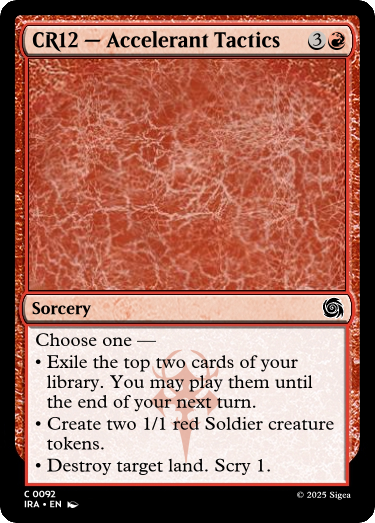 CR12 — Accelerant Tactics 3
Sorcery
Choose one —
• Exile the top two cards of your
library. You may play them until
the end of your next turn.
• Create two 1/1 red Soldier creature
tokens.
• Destroy target land. Scry 1.
C 0092
IRA • EN
© 2025 Sigea